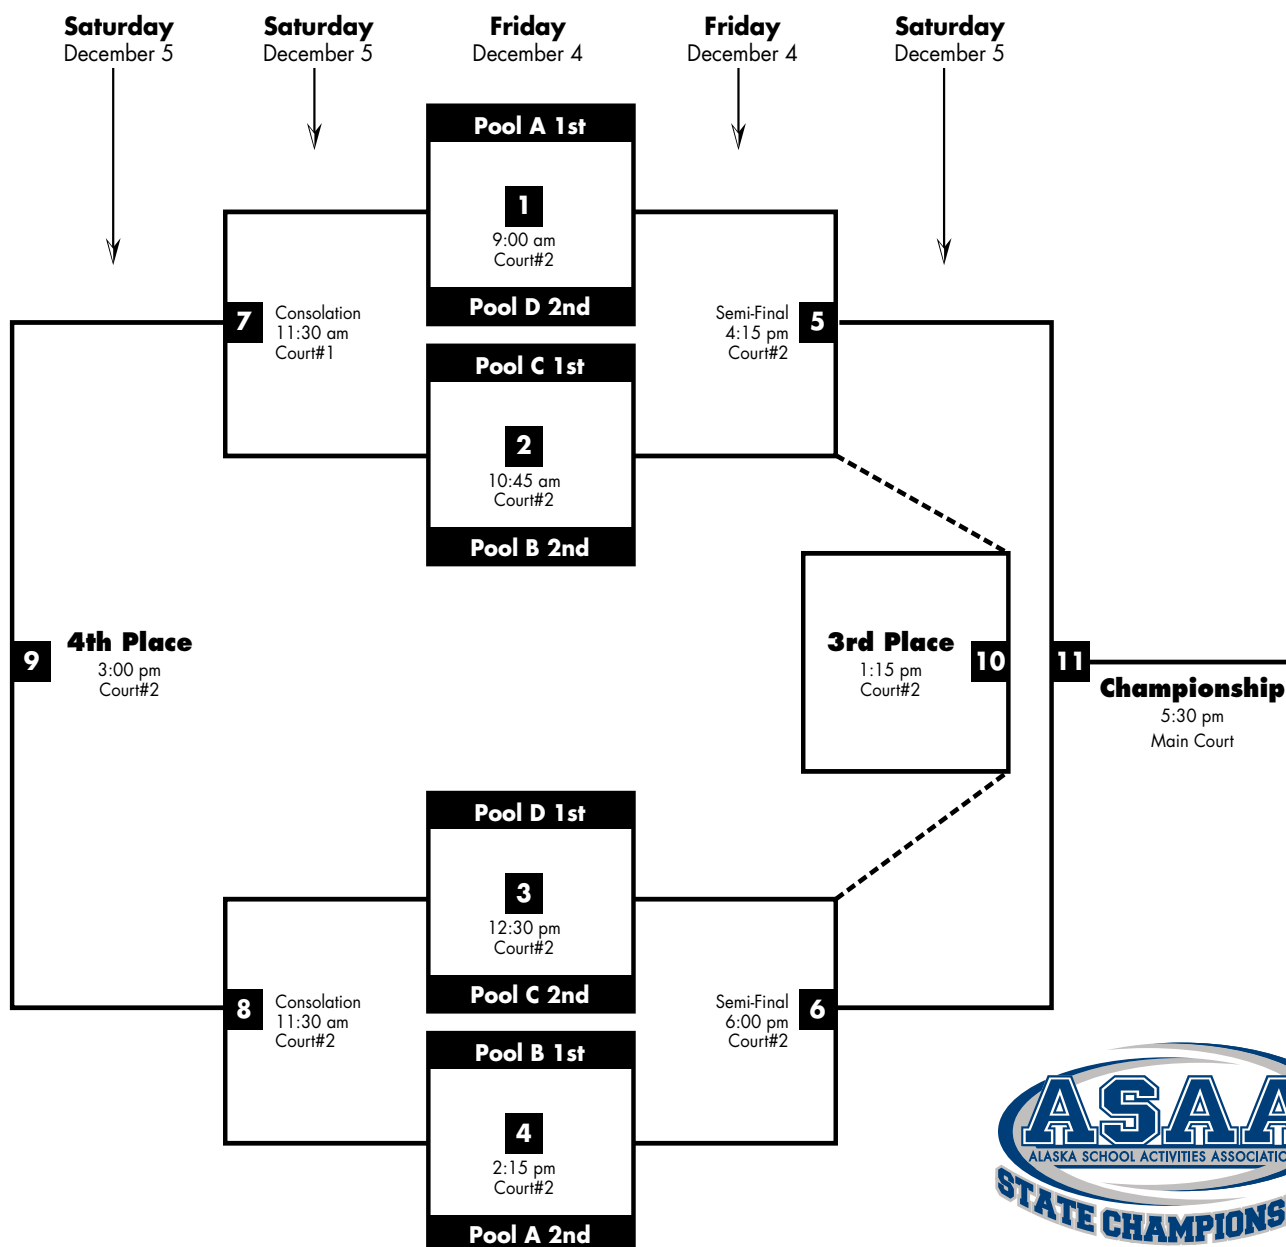 Saturday
December 5
Saturday
December 5
Friday
December 4
Friday
December 4
Saturday
December 5
Pool A 1st
1
9:00 am
Court#2
Pool D 2nd
7
Consolation
11:30 am
Court#1
Semi-Final
4:15 pm
Court#2
5
Pool C 1st
2
10:45 am
Court#2
Pool B 2nd
9
4th Place
3:00 pm
Court#2
3rd Place
1:15 pm
Court#2
10
11
Championship
5:30 pm
Main Court
Pool D 1st
3
12:30 pm
Court#2
Pool C 2nd
8
Consolation
11:30 am
Court#2
Semi-Final
6:00 pm
Court#2
6
Pool B 1st
4
2:15 pm
Court#2
Pool A 2nd
ASAA
ALASKA SCHOOL ACTIVITIES ASSOCIATIO
STATE CHAMPIONS